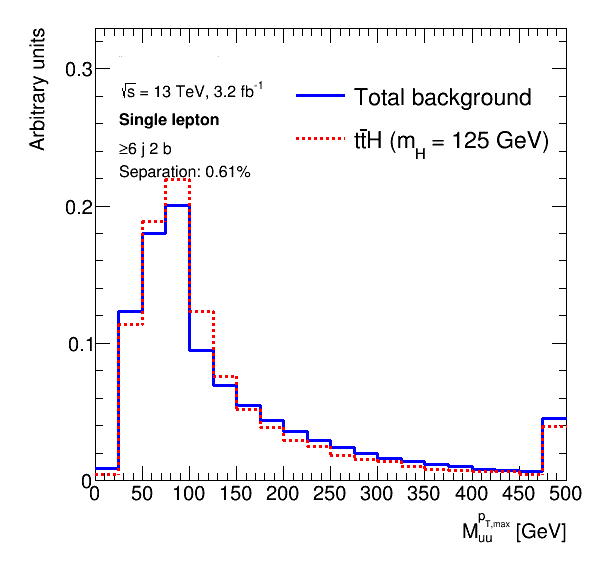 Arbitrary units
0.3
0.2
0.1
0
√s = 13 TeV, 3.2 fb⁻¹
Single lepton
≥6 j 2 b
Separation: 0.61%
Total background
tt̄H (m_H = 125 GeV)
0 50 100 150 200 250 300 350 400 450 500
M_uu^p_T,max [GeV]